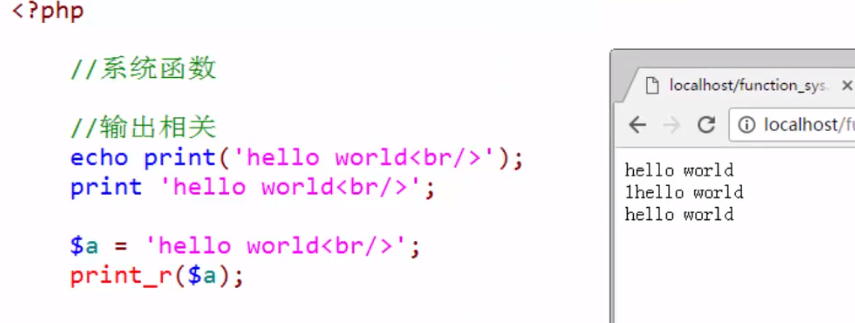 <?php
//系统函数
//输出相关
echo print('hello world<br/>');
print 'hello world<br/>';
$a = 'hello world<br/>';
print_r($a);
localhost/function_sys.
localhost/fu
hello world
1hello world
hello world